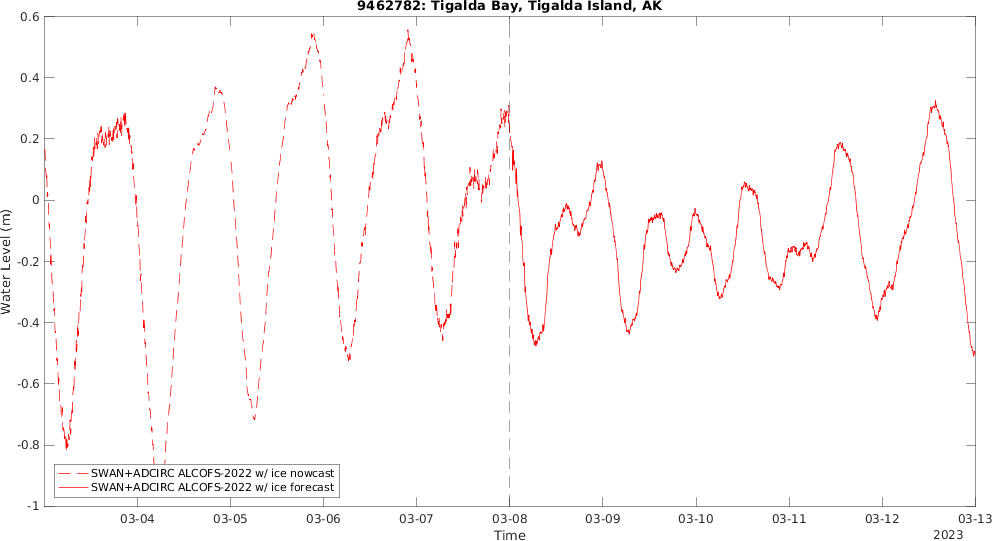 9462782: Tigalda Bay, Tigalda Island, AK
0.6
0.4
0.2
0
-0.2
-0.4
-0.6
-0.8
-1
Water Level (m)
SWAN+ADCIRC ALCOFS-2022 w/ ice nowcast
SWAN+ADCIRC ALCOFS-2022 w/ ice forecast
03-04 03-05 03-06 03-07 03-08 03-09 03-10 03-11 03-12 03-13
Time
2023